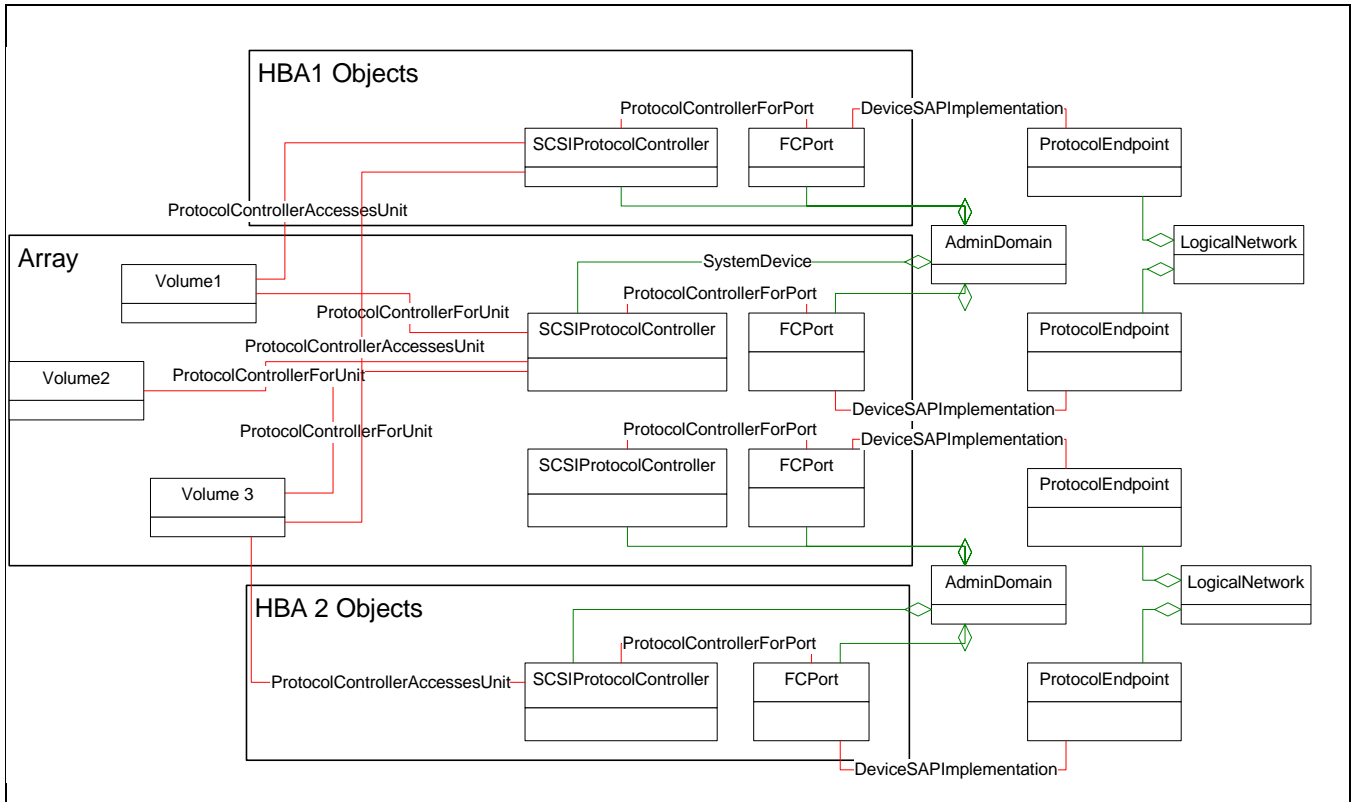 HBA1 Objects
ProtocolControllerForPort
DeviceSAPImplementation
SCSIProtocolController
FCPort
ProtocolEndpoint
ProtocolControllerAccessesUnit
AdminDomain
LogicalNetwork
Array
SystemDevice
Volume1
ProtocolControllerForPort
ProtocolControllerForUnit
SCSIProtocolController
FCPort
ProtocolEndpoint
ProtocolControllerAccessesUnit
Volume2
ProtocolControllerForUnit
DeviceSAPImplementation
ProtocolControllerForUnit
ProtocolControllerForPort
DeviceSAPImplementation
SCSIProtocolController
FCPort
ProtocolEndpoint
Volume 3
AdminDomain
LogicalNetwork
HBA 2 Objects
ProtocolControllerForPort
ProtocolControllerAccessesUnit
SCSIProtocolController
FCPort
ProtocolEndpoint
DeviceSAPImplementation